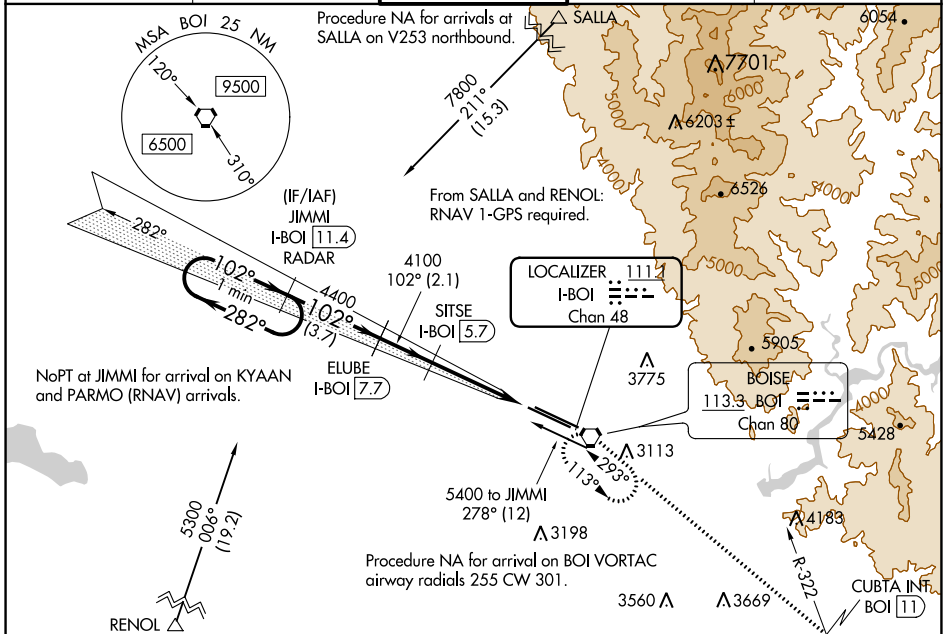 MSA BOI 25 NM
120°
9500
6500
310°
Procedure NA for arrivals at
SALLA on V253 northbound.
SALLA
7800
211°
(15.3)
6054
7701
6000
5000
6203±
6526
4000
4000
5000
From SALLA and RENOL:
RNAV 1-GPS required.
(IF/IAF)
JIMMI
I-BOI 11.4
RADAR
282°
102°
1 min
282°
4400
102°
(3.7)
4100
102° (2.1)
SITSE
I-BOI 5.7
ELUBE
I-BOI 7.7
LOCALIZER 111.1
I-BOI
Chan 48
NoPT at JIMMI for arrival on KYAAN
and PARMO (RNAV) arrivals.
3775
5905
BOISE
113.3 BOI
Chan 80
4000
5428
3113
293°
113°
5400 to JIMMI
278° (12)
3198
4183
R-322
Procedure NA for arrival on BOI VORTAC
airway radials 255 CW 301.
3560
3669
CUBTA INT
BOI 11
5300
006°
(19.2)
RENOL